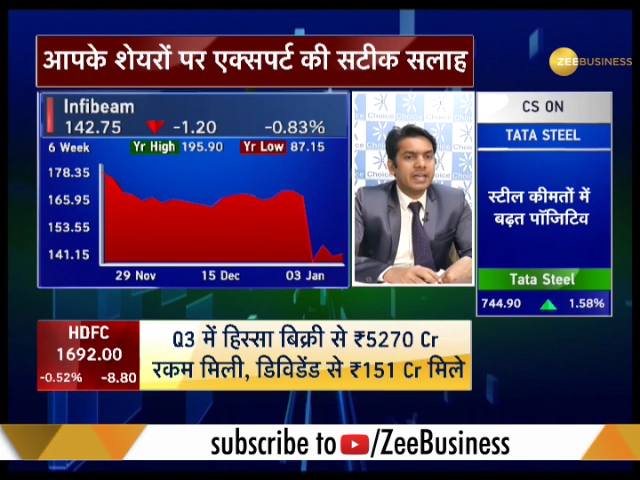 आपके शेयरों पर एक्सपर्ट की सटीक सलाह
ZEEBUSINESS
Infibeam
142.75 -1.20 -0.83%
6 Week Yr High 195.90 Yr Low 87.15
178.35
165.95
153.55
141.15
29 Nov 15 Dec 03 Jan
Choice
CS ON
TATA STEEL
स्टील कीमतों में
बढ़त पॉजिटिव
Tata Steel
744.90 1.58%
HDFC
1692.00
-0.52% -8.80
Q3 में हिस्सा बिक्री से ₹5270 Cr
रकम मिली, डिविडेंड से ₹151 Cr मिले
subscribe to /ZeeBusiness